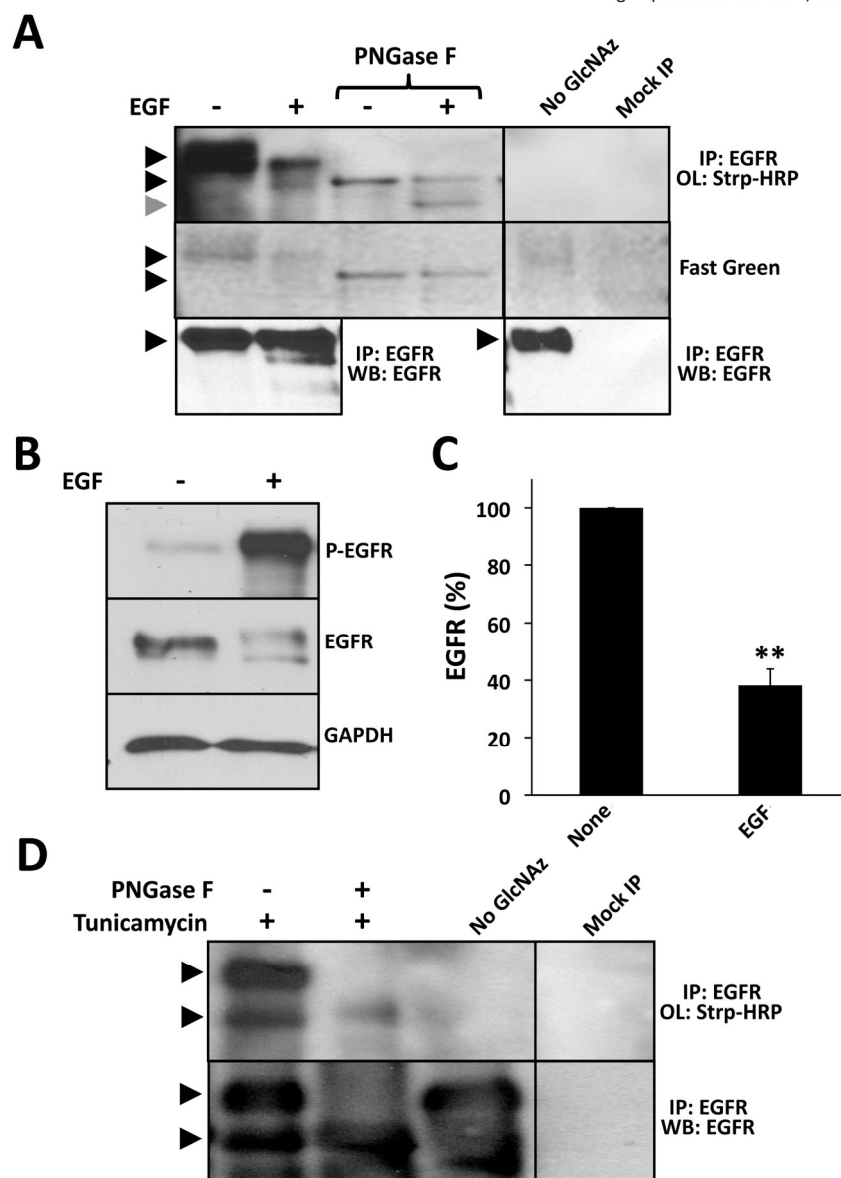 A
PNGase F
EGF - + - + No GlcNAz Mock IP
IP: EGFR
OL: Strp-HRP
Fast Green
IP: EGFR
WB: EGFR
IP: EGFR
WB: EGFR
B
EGF - +
P-EGFR
EGFR
GAPDH
C
EGFR (%)
100
80
60
40
20
0
**
None
EGF
D
PNGase F - +
Tunicamycin + +
No GlcNAz
Mock IP
IP: EGFR
OL: Strp-HRP
IP: EGFR
WB: EGFR